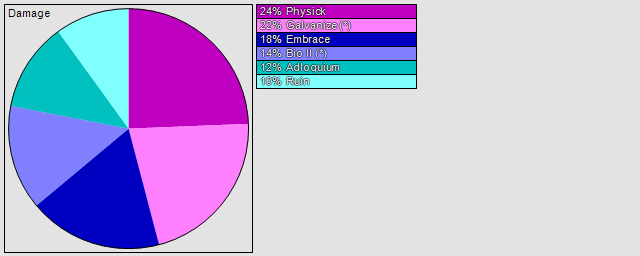 Damage
24% Physick
22% Galvanize (*)
18% Embrace
14% Bio II (*)
12% Adloquium
10% Ruin